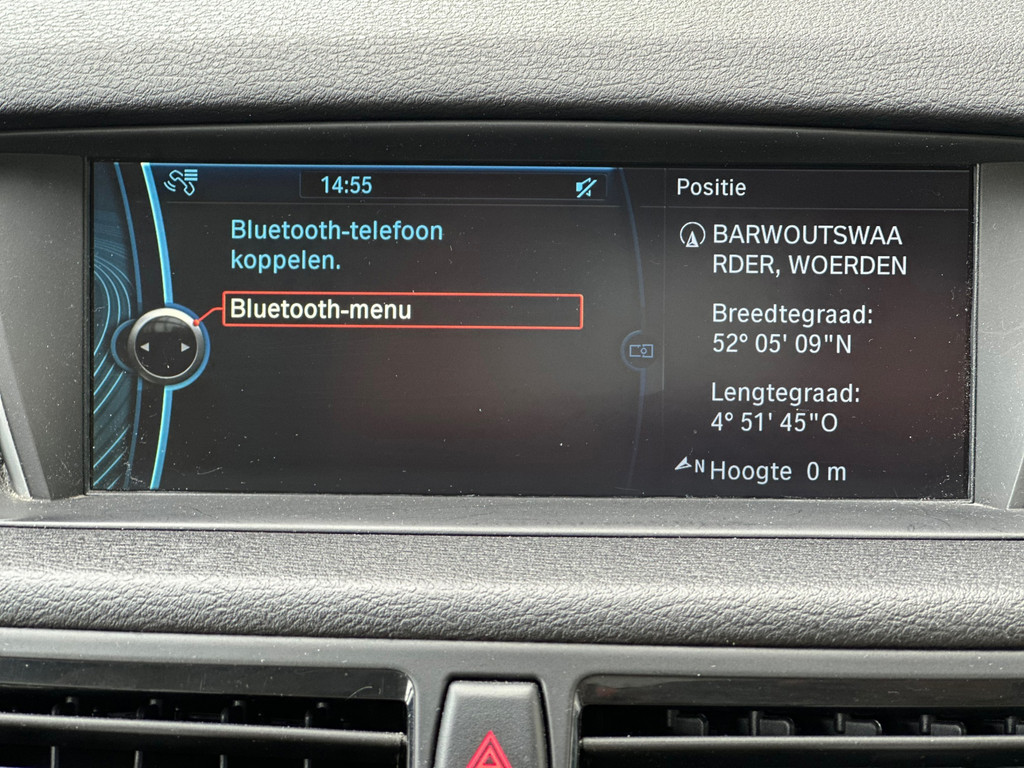 14:55
Bluetooth-telefoon
koppelen.
Bluetooth-menu
Positie
BARWOUTSWAA
RDER, WOERDEN
Breedtegraad:
52° 05' 09"N
Lengtegraad:
4° 51' 45"O
N Hoogte 0 m